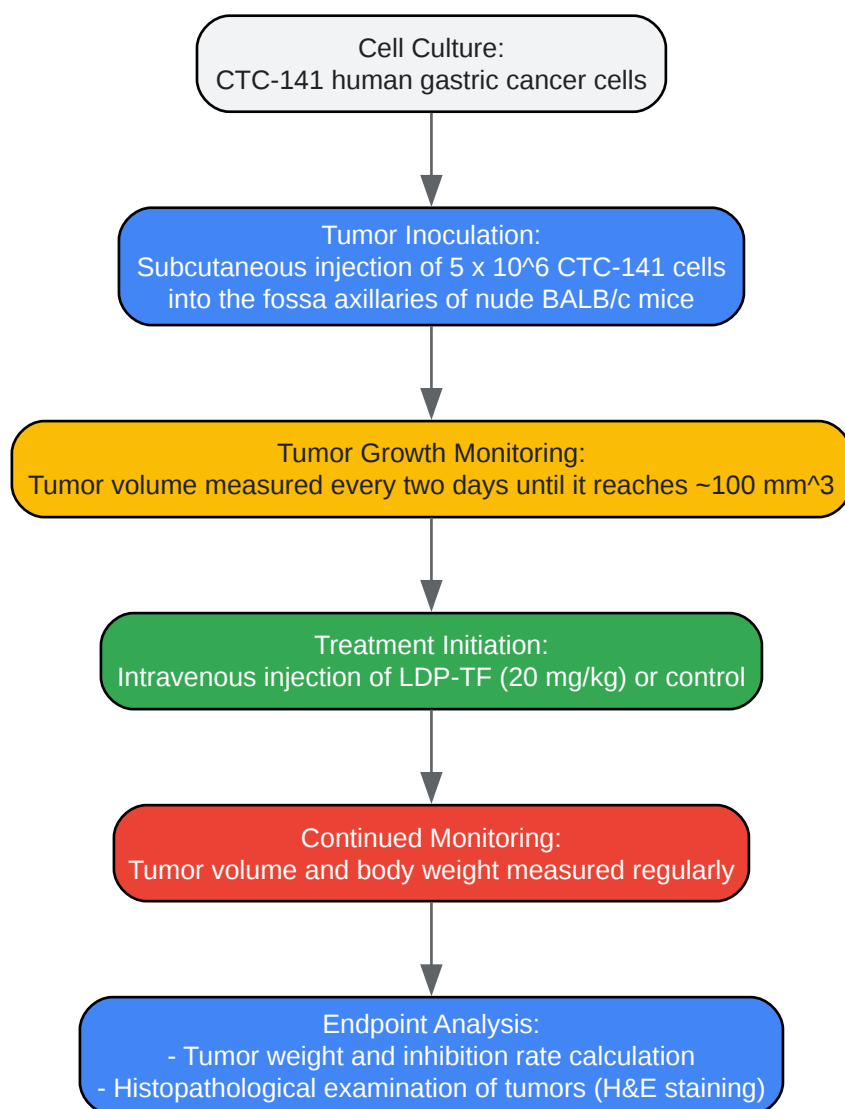 Cell Culture:
CTC-141 human gastric cancer cells
Tumor Inoculation:
Subcutaneous injection of 5 x 10^6 CTC-141 cells
into the fossa axillaries of nude BALB/c mice
Tumor Growth Monitoring:
Tumor volume measured every two days until it reaches ~100 mm^3
Treatment Initiation:
Intravenous injection of LDP-TF (20 mg/kg) or control
Continued Monitoring:
Tumor volume and body weight measured regularly
Endpoint Analysis:
- Tumor weight and inhibition rate calculation
- Histopathological examination of tumors (H&E staining)